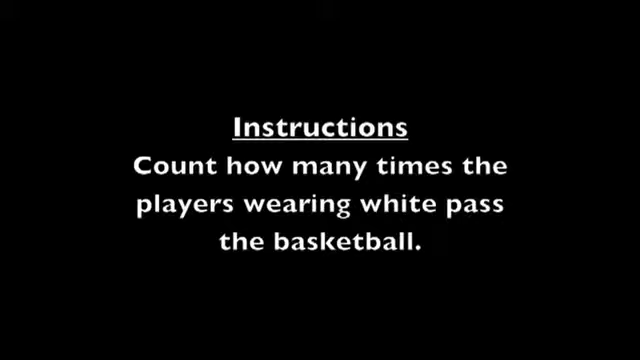 Instructions
Count how many times the
players wearing white pass
the basketball.